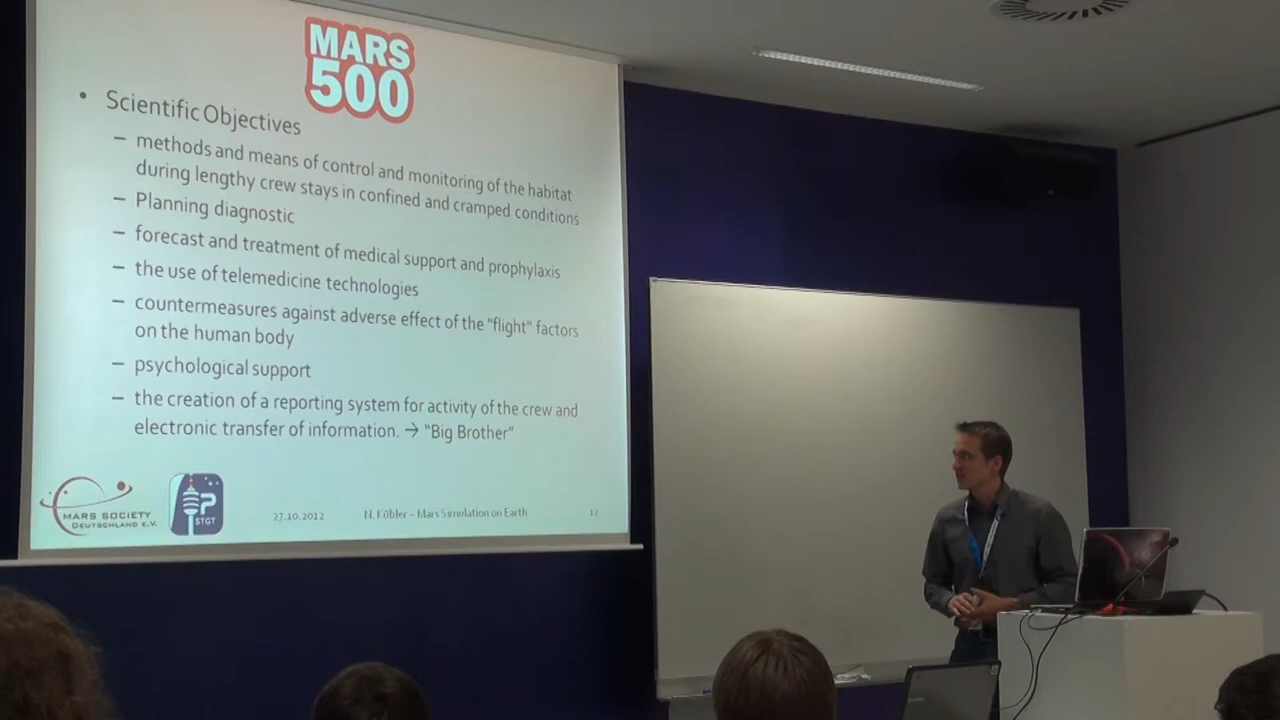 MARS
500
• Scientific Objectives
– methods and means of control and monitoring of the habitat
during lengthy crew stays in confined and cramped conditions
– Planning diagnostic
– forecast and treatment of medical support and prophylaxis
– the use of telemedicine technologies
– countermeasures against adverse effect of the "flight" factors
on the human body
– psychological support
– the creation of a reporting system for activity of the crew and
electronic transfer of information. → “Big Brother”
MARS SOCIETY
DEUTSCHLAND E.V.
P
STGT
27.10.2012
N. Köbler – Mars Simulation on Earth
12